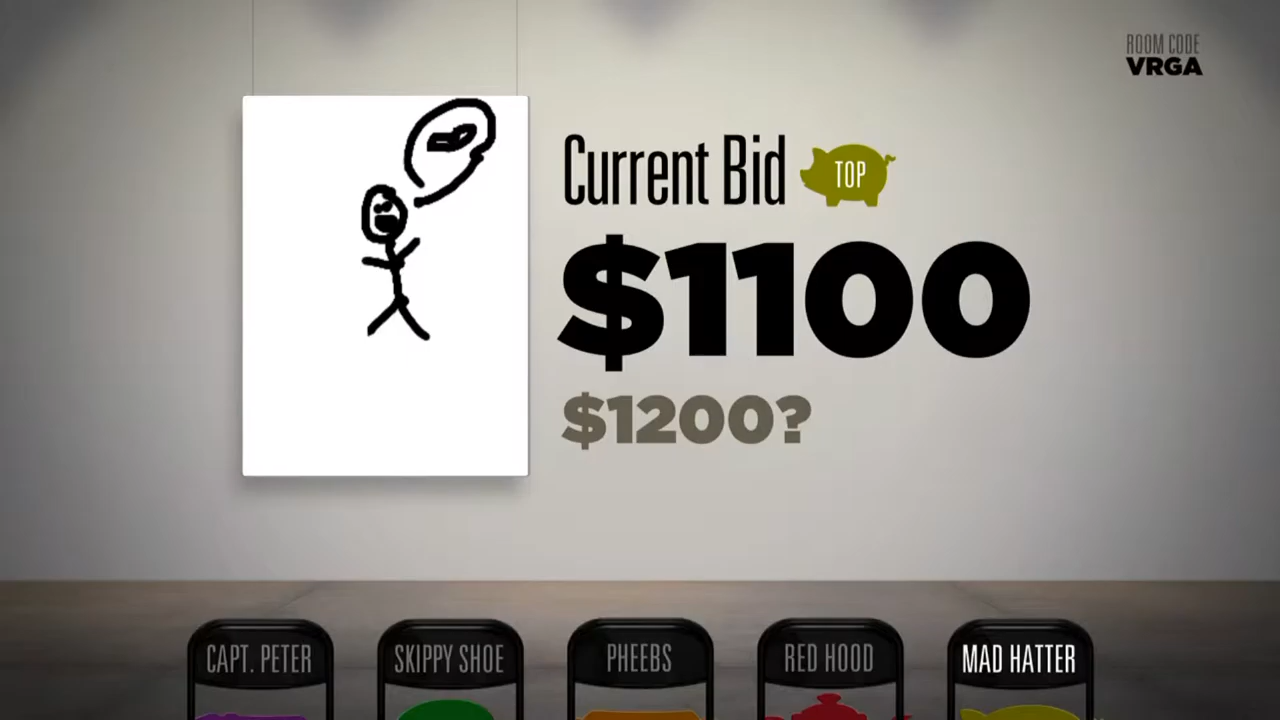 ROOM CODE
VRGA
Current Bid TOP
$1100
$1200?
CAPT. PETER SKIPPY SHOE PHEEBS RED HOOD MAD HATTER